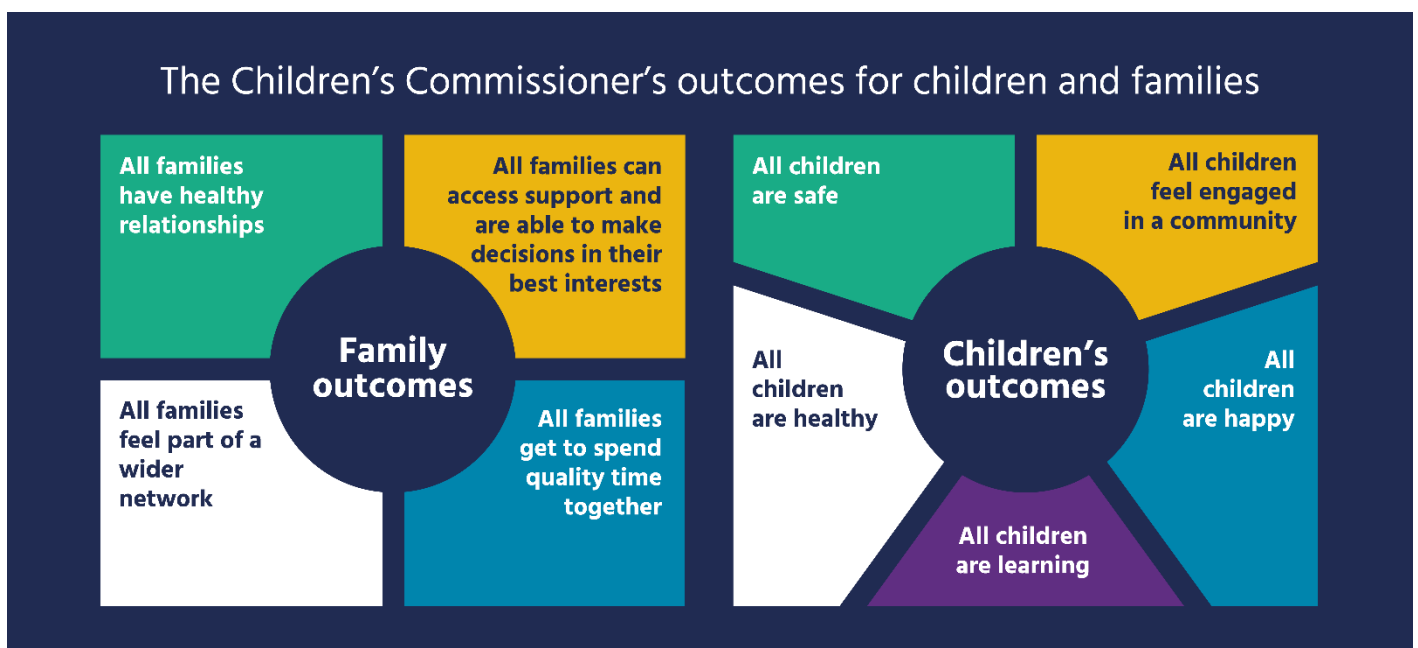 The Children's Commissioner's outcomes for children and families
All families
have healthy
relationships
All families can
access support and
are able to make
decisions in their
best interests
Family
outcomes
All families
feel part of a
wider
network
All families
get to spend
quality time
together
All children
are safe
All children
feel engaged
in a community
Children's
outcomes
All
children
are healthy
All
children
are happy
All children
are learning